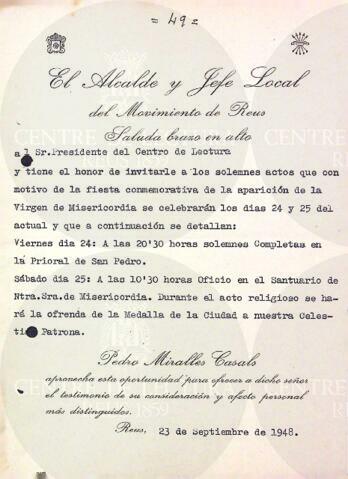 = 49 =
El Alcalde y Jefe Local
del Movimiento de Reus
Saluda brazo en alto
al Sr.Presidente del Centro de Lectura
y tiene el honor de invitarle a los solemnes actos que con
motivo de la fiesta conmemorativa de la aparición de la
Virgen de Misericordia se celebrarán los dias 24 y 25 del
actual y que a continuación se detallan:
Viernes dia 24: A las 20'30 horas solemnes Completas en
la Prioral de San Pedro.
Sábado dia 25: A las 10'30 horas Oficio en el Santuario de
Ntra.Sra.de Misericordia. Durante el acto religioso se ha-
rá la ofrenda de la Medalla de la Ciudad a nuestra Celes-
tial Patrona.
Pedro Miralles Casals
aprovecha esta oportunidad para ofrecer a dicho señor
el testimonio de su consideración y afecto personal
más distinguidos.
Reus, 23 de Septiembre de 1948.